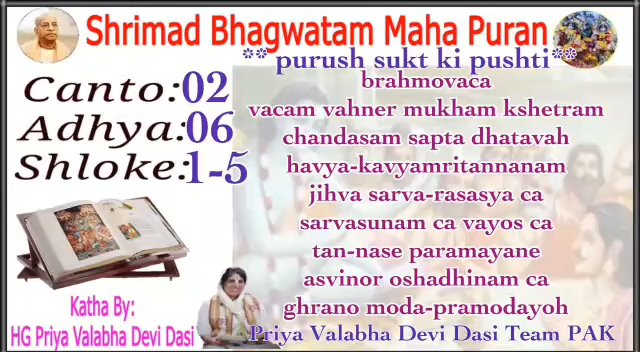 Shrimad Bhagwatam Maha Puran
** purush sukt ki pushti**
Canto:02
Adhya:06
Shloke:1-5
brahmovaca
vacam vahner mukham kshetram
chandasam sapta dhatavah
havya-kavyamritannanam
jihva sarva-rasasya ca
sarvasunam ca vayos ca
tan-nase paramayane
asvinor oshadhinam ca
ghrano moda-pramodayoh
Katha By:
HG Priya Valabha Devi Dasi
Priya Valabha Devi Dasi Team PAK